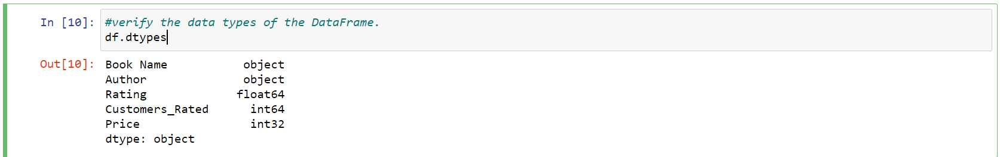 In [10]: #verify the data types of the DataFrame.
df.dtypes
Out[10]: Book Name object
Author object
Rating float64
Customers_Rated int64
Price int32
dtype: object